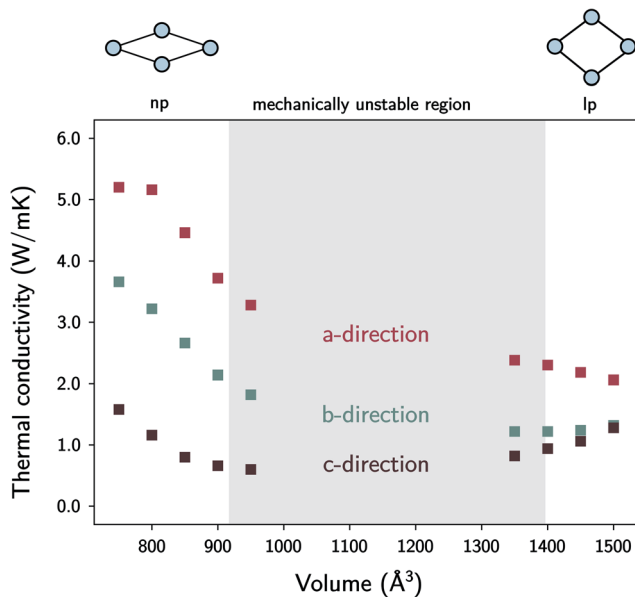 np
mechanically unstable region
lp
Thermal conductivity (W/mK)
6.0
5.0
4.0
3.0
2.0
1.0
0.0
a-direction
b-direction
c-direction
800
900
1000
1100
1200
1300
1400
1500
Volume (Å³)